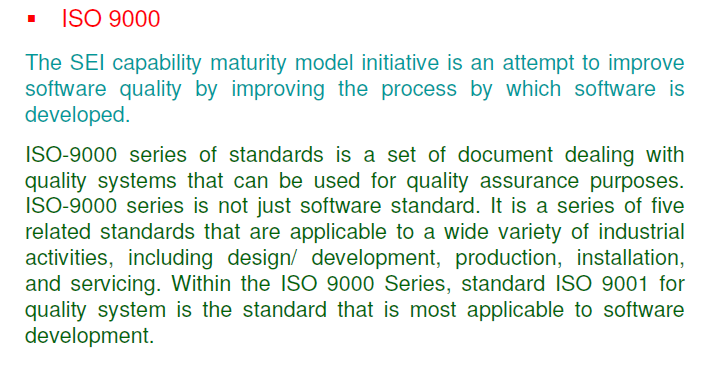 ▪ ISO 9000
The SEI capability maturity model initiative is an attempt to improve
software quality by improving the process by which software is
developed.
ISO-9000 series of standards is a set of document dealing with
quality systems that can be used for quality assurance purposes.
ISO-9000 series is not just software standard. It is a series of five
related standards that are applicable to a wide variety of industrial
activities, including design/ development, production, installation,
and servicing. Within the ISO 9000 Series, standard ISO 9001 for
quality system is the standard that is most applicable to software
development.